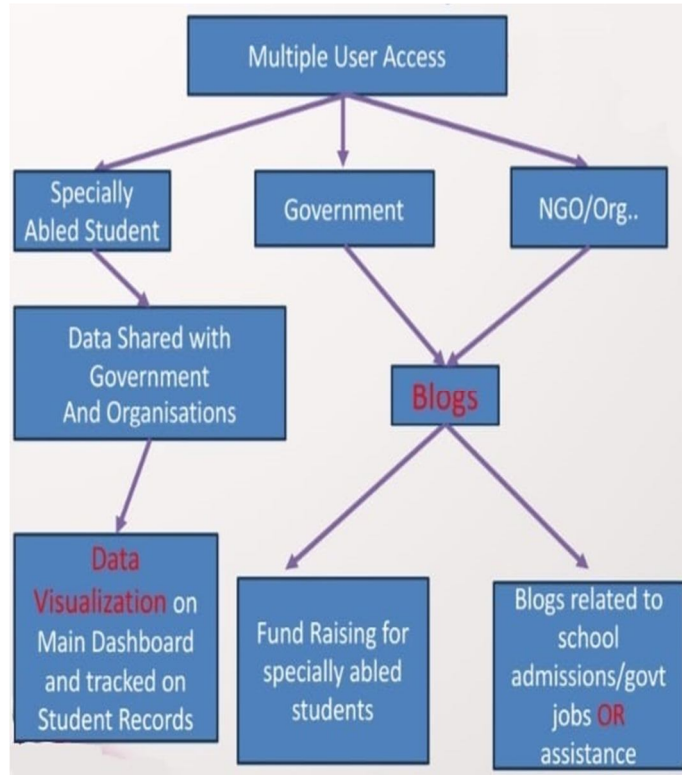 Multiple User Access
Specially
Abled Student
Government
NGO/Org..
Data Shared with
Government
And Organisations
Blogs
Data
Visualization on
Main Dashboard
and tracked on
Student Records
Fund Raising for
specially abled
students
Blogs related to
school
admissions/govt
jobs OR
assistance